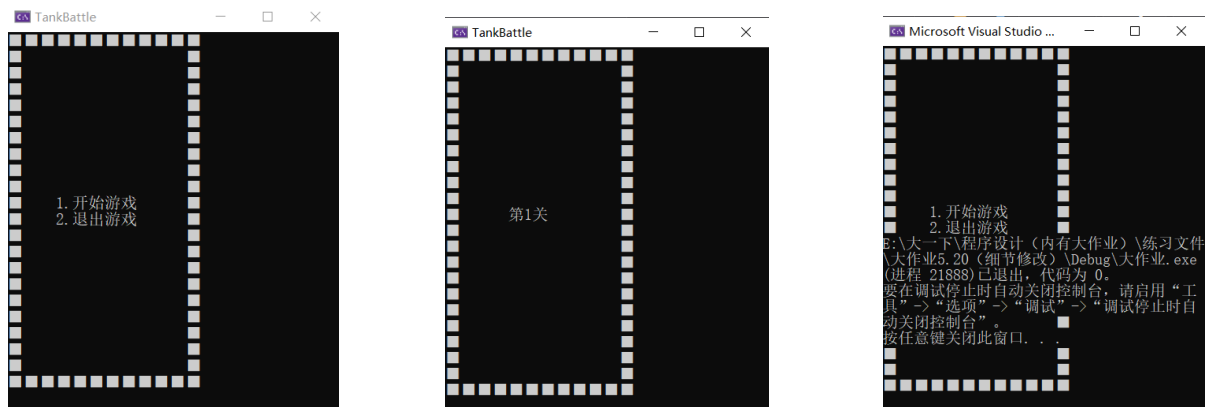 TankBattle
1.开始游戏
2.退出游戏
TankBattle
第1关
Microsoft Visual Studio ...
1.开始游戏
2.退出游戏
E:\大一下\程序设计（内有大作业）\练习文件
\大作业5.20（细节修改）\Debug\大作业.exe
(进程 21888)已退出，代码为 0。
要在调试停止时自动关闭控制台，请启用“工
具”->“选项”->“调试”->“调试停止时自
动关闭控制台”。
按任意键关闭此窗口. . .